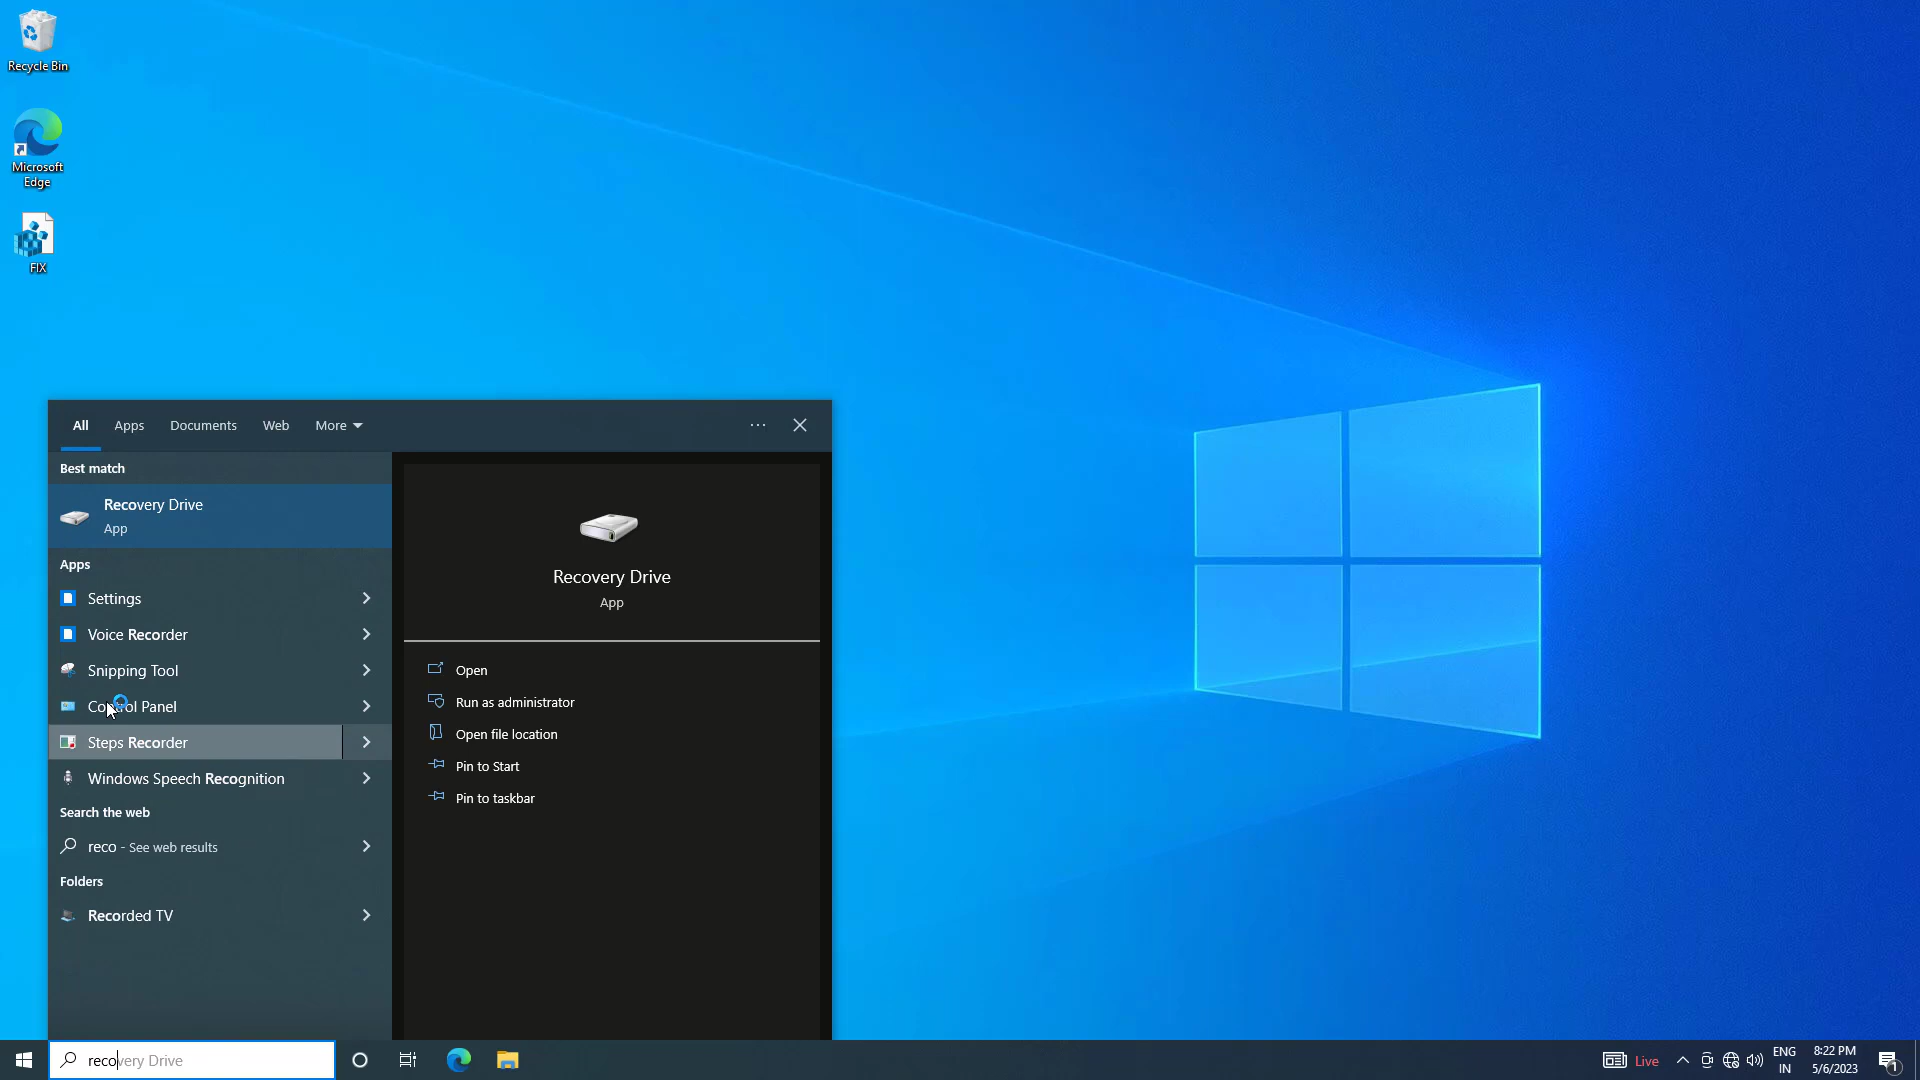 Recycle Bin
Microsoft
Edge
FIX
All
Apps
Documents
Web
More
Best match
Recovery Drive
App
Apps
Settings
Voice Recorder
Snipping Tool
Control Panel
Steps Recorder
Windows Speech Recognition
Search the web
reco - See web results
Folders
Recorded TV
Recovery Drive
App
Open
Run as administrator
Open file location
Pin to Start
Pin to taskbar
recovery Drive
Live
ENG
IN
8:22 PM
5/6/2023
1